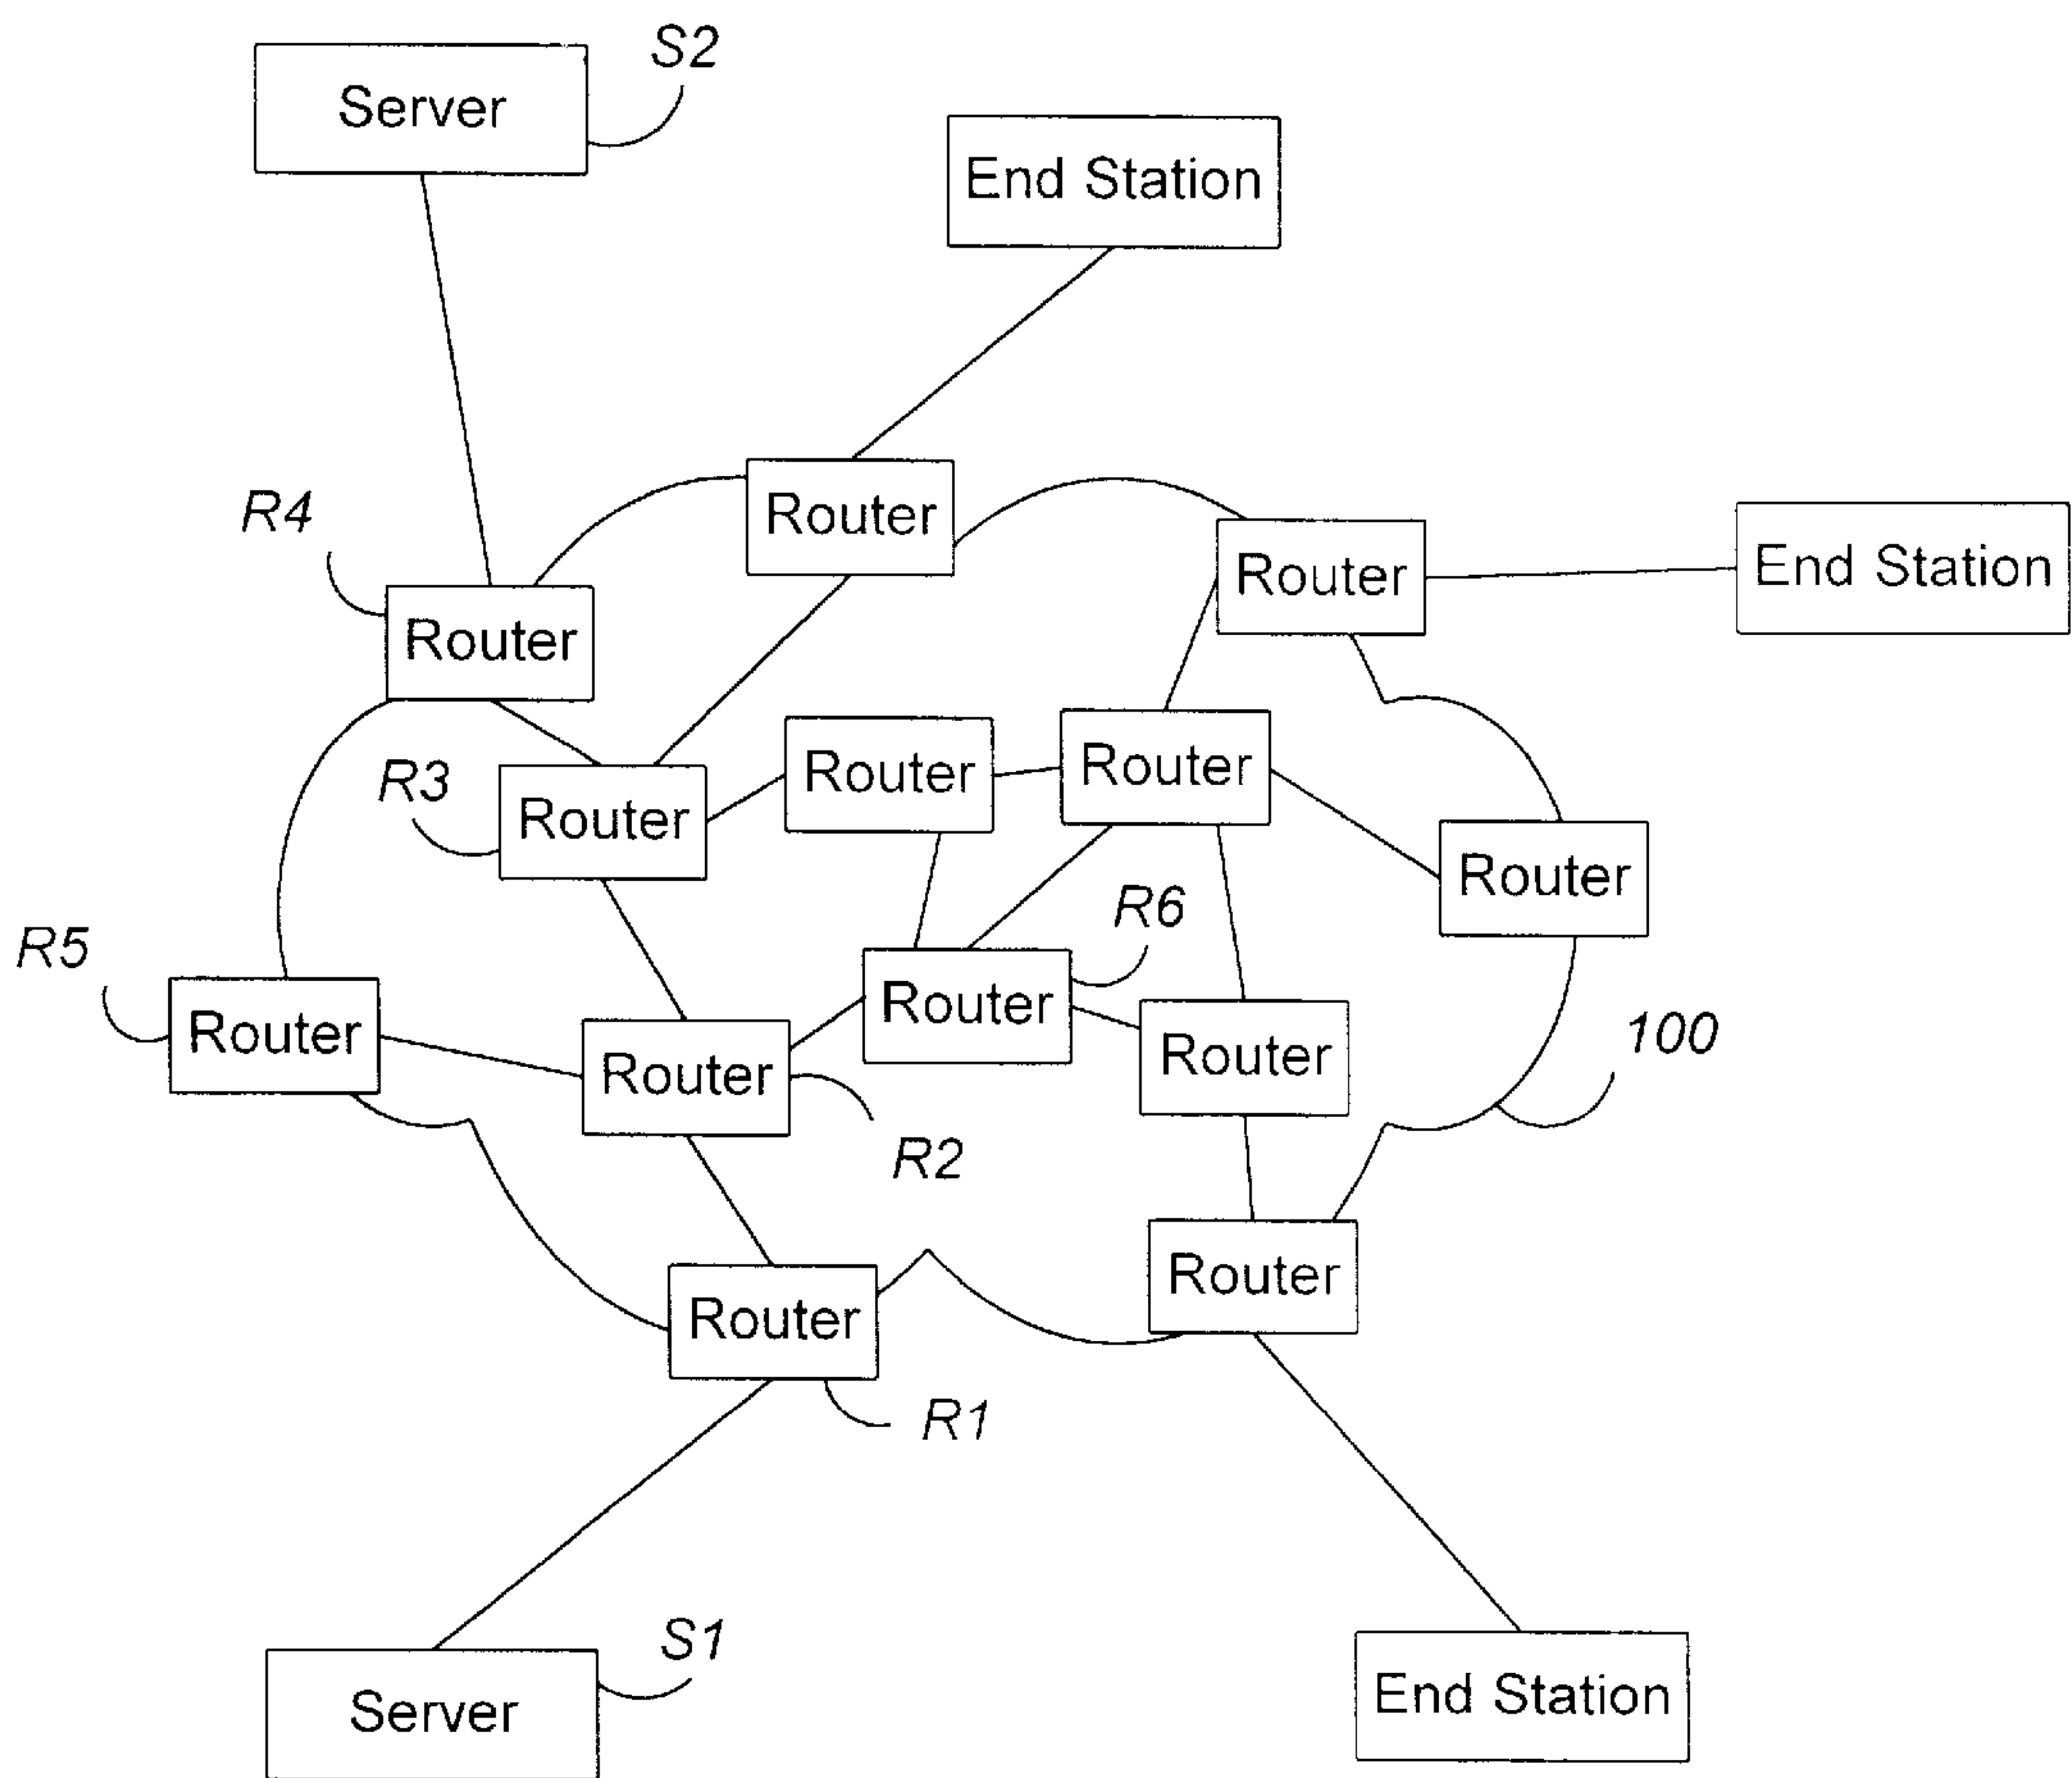 S2
Server
End Station
R4
Router
Router
End Station
Router
R3
Router
Router
Router
R6
Router
R5
Router
Router
100
Router
Router
R2
Router
Router
R1
S1
Server
End Station